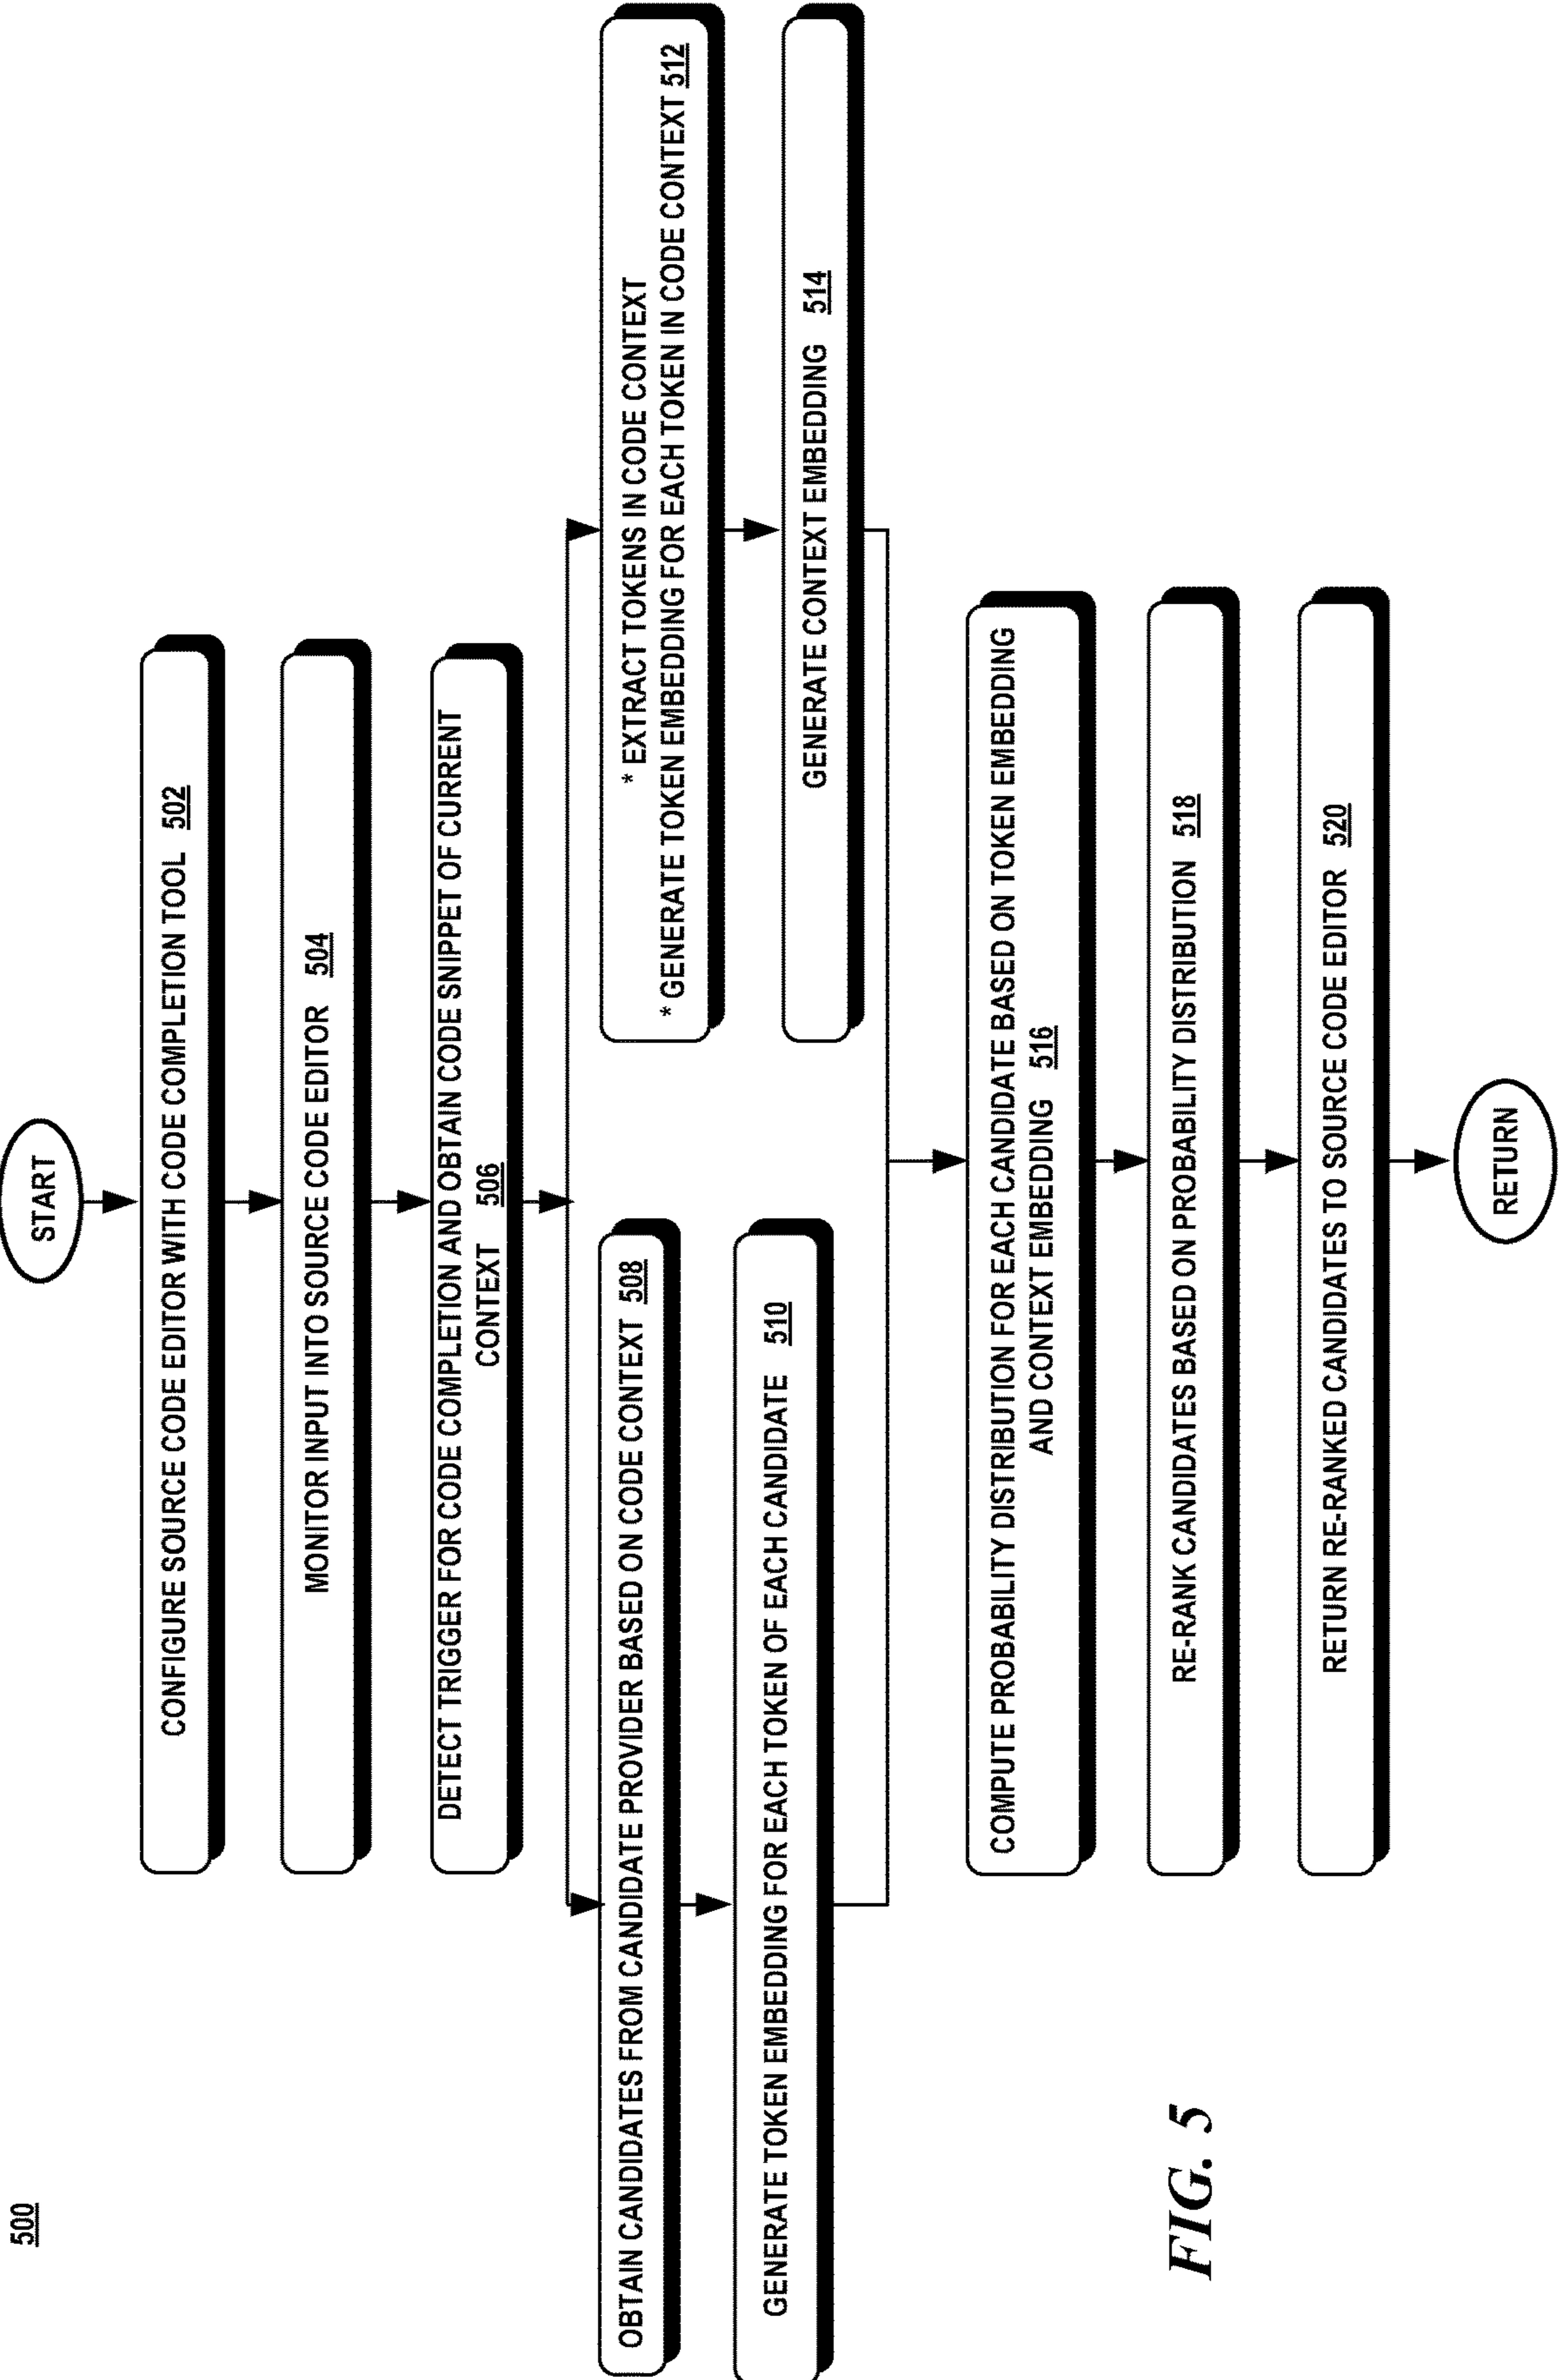 500
START
CONFIGURE SOURCE CODE EDITOR WITH CODE COMPLETION TOOL 502
MONITOR INPUT INTO SOURCE CODE EDITOR 504
DETECT TRIGGER FOR CODE COMPLETION AND OBTAIN CODE SNIPPET OF CURRENT
CONTEXT 506
OBTAIN CANDIDATES FROM CANDIDATE PROVIDER BASED ON CODE CONTEXT 508
GENERATE TOKEN EMBEDDING FOR EACH TOKEN OF EACH CANDIDATE 510
* EXTRACT TOKENS IN CODE CONTEXT
* GENERATE TOKEN EMBEDDING FOR EACH TOKEN IN CODE CONTEXT 512
GENERATE CONTEXT EMBEDDING 514
COMPUTE PROBABILITY DISTRIBUTION FOR EACH CANDIDATE BASED ON TOKEN EMBEDDING
AND CONTEXT EMBEDDING 516
RE-RANK CANDIDATES BASED ON PROBABILITY DISTRIBUTION 518
RETURN RE-RANKED CANDIDATES TO SOURCE CODE EDITOR 520
RETURN
FIG. 5